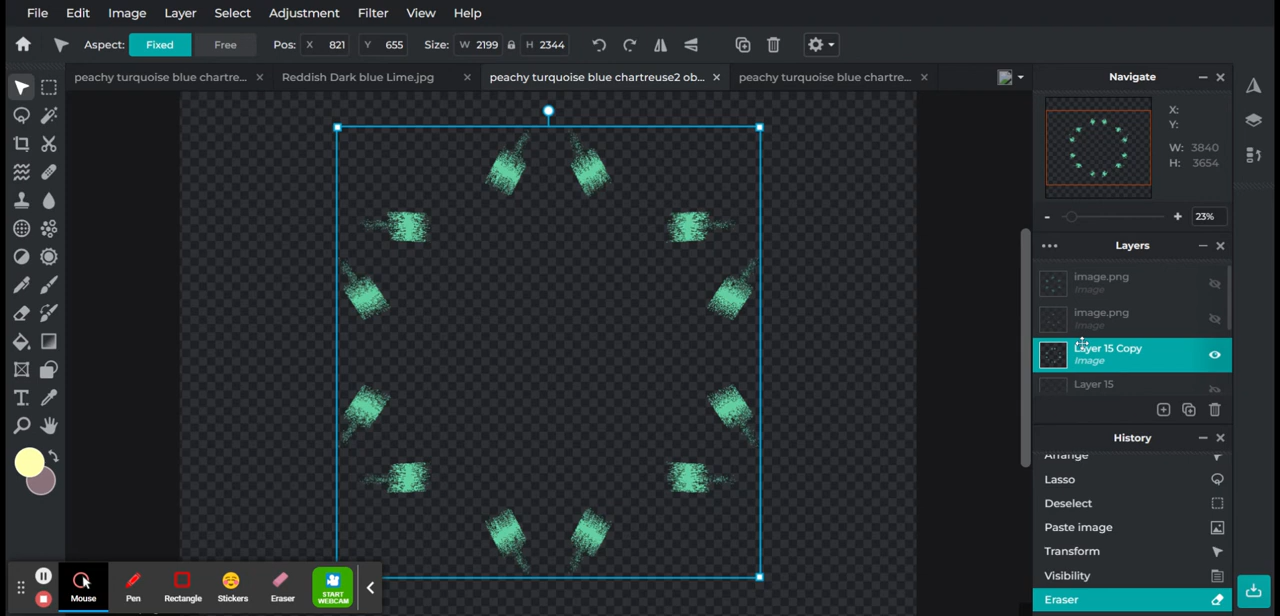 File Edit Image Layer Select Adjustment Filter View Help
Aspect: Fixed Free Pos: X 821 Y 655 Size: W 2199 H 2344
peachy turquoise blue chartre... × Reddish Dark blue Lime.jpg × peachy turquoise blue chartreuse2 ob... × peachy turquoise blue chartre... ×
Navigate
X:
Y:
W: 3840
H: 3654
- + 23%
Layers
image.png
Image
image.png
Image
Layer 15 Copy
Image
Layer 15
History
Arrange
Lasso
Deselect
Paste image
Transform
Visibility
Eraser
Mouse Pen Rectangle Stickers Eraser START
WEBCAM